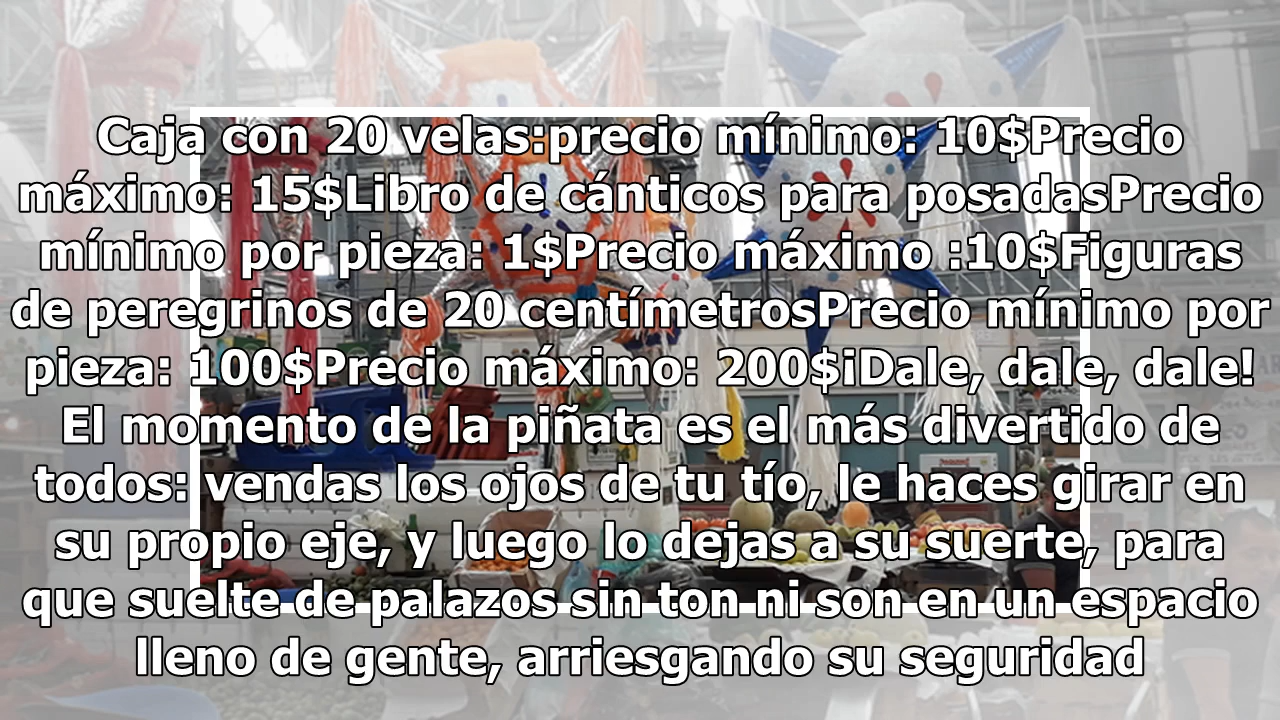 Caja con 20 velas:precio mínimo: 10$Precio
máximo: 15$Libro de cánticos para posadasPrecio
mínimo por pieza: 1$Precio máximo :10$Figuras
de peregrinos de 20 centímetrosPrecio mínimo por
pieza: 100$Precio máximo: 200$¡Dale, dale, dale!
El momento de la piñata es el más divertido de
todos: vendas los ojos de tu tío, le haces girar en
su propio eje, y luego lo dejas a su suerte, para
que suelte de palazos sin ton ni son en un espacio
lleno de gente, arriesgando su seguridad